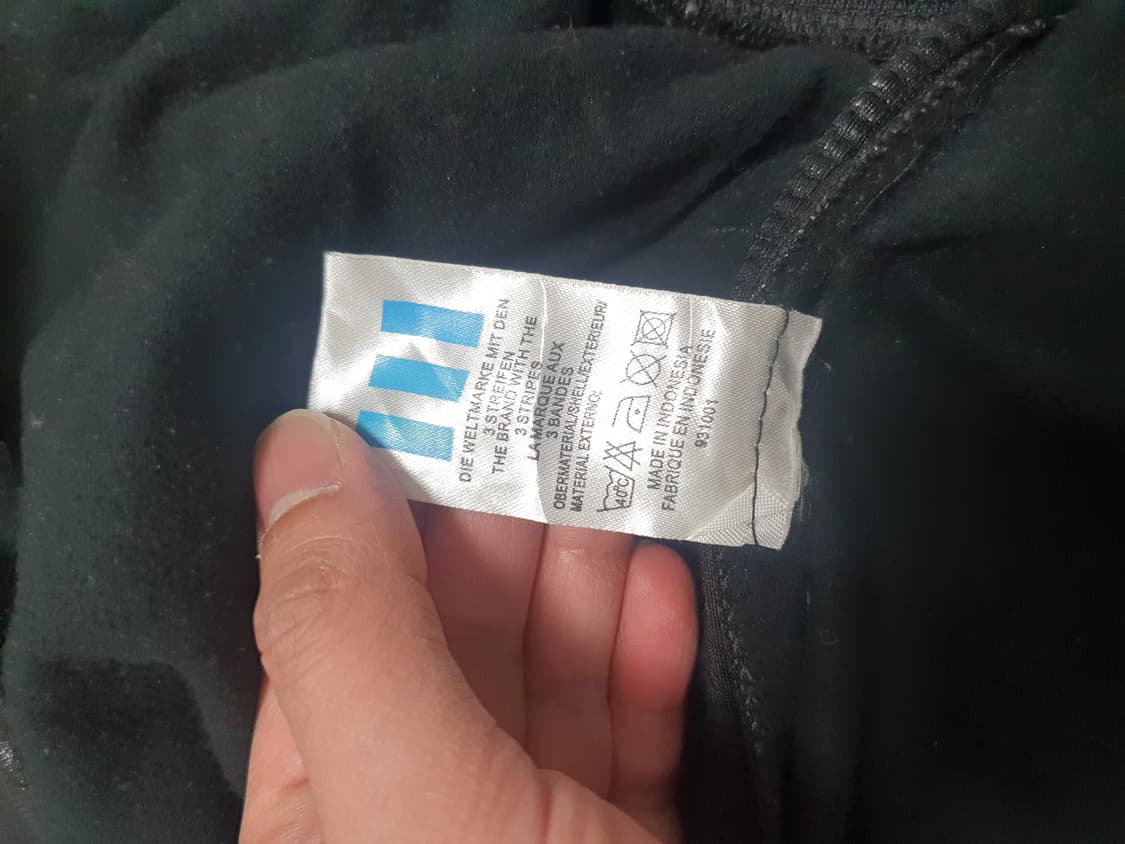 DIE WELTMARKE MIT DEN
3 STREIFEN
THE BRAND WITH THE
3 STRIPES
LA MARQUE AUX
3 BANDES
OBERMATERIAL/SHELL/EXTERIEUR/
MATERIAL EXTERNO:
40°C
MADE IN INDONESIA
FABRIQUE EN INDONESIE
931001